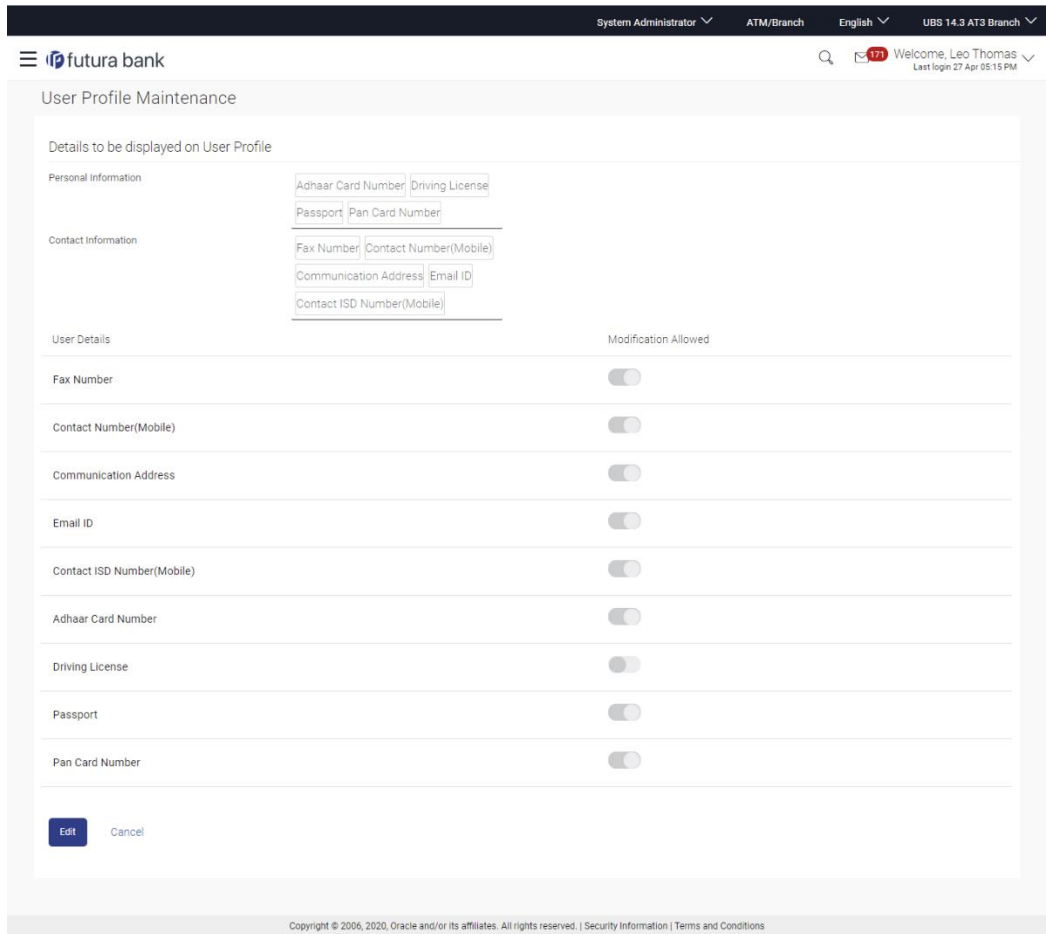 System Administrator ATM/Branch English UBS 14.3 AT3 Branch
futura bank 171 Welcome, Leo Thomas
Last login 27 Apr 05:15 PM
User Profile Maintenance
Details to be displayed on User Profile
Personal Information
Adhaar Card Number Driving License
Passport Pan Card Number
Contact Information
Fax Number Contact Number(Mobile)
Communication Address Email ID
Contact ISD Number(Mobile)
User Details Modification Allowed
Fax Number
Contact Number(Mobile)
Communication Address
Email ID
Contact ISD Number(Mobile)
Adhaar Card Number
Driving License
Passport
Pan Card Number
Edit Cancel
Copyright © 2006, 2020, Oracle and/or its affiliates. All rights reserved. | Security Information | Terms and Conditions